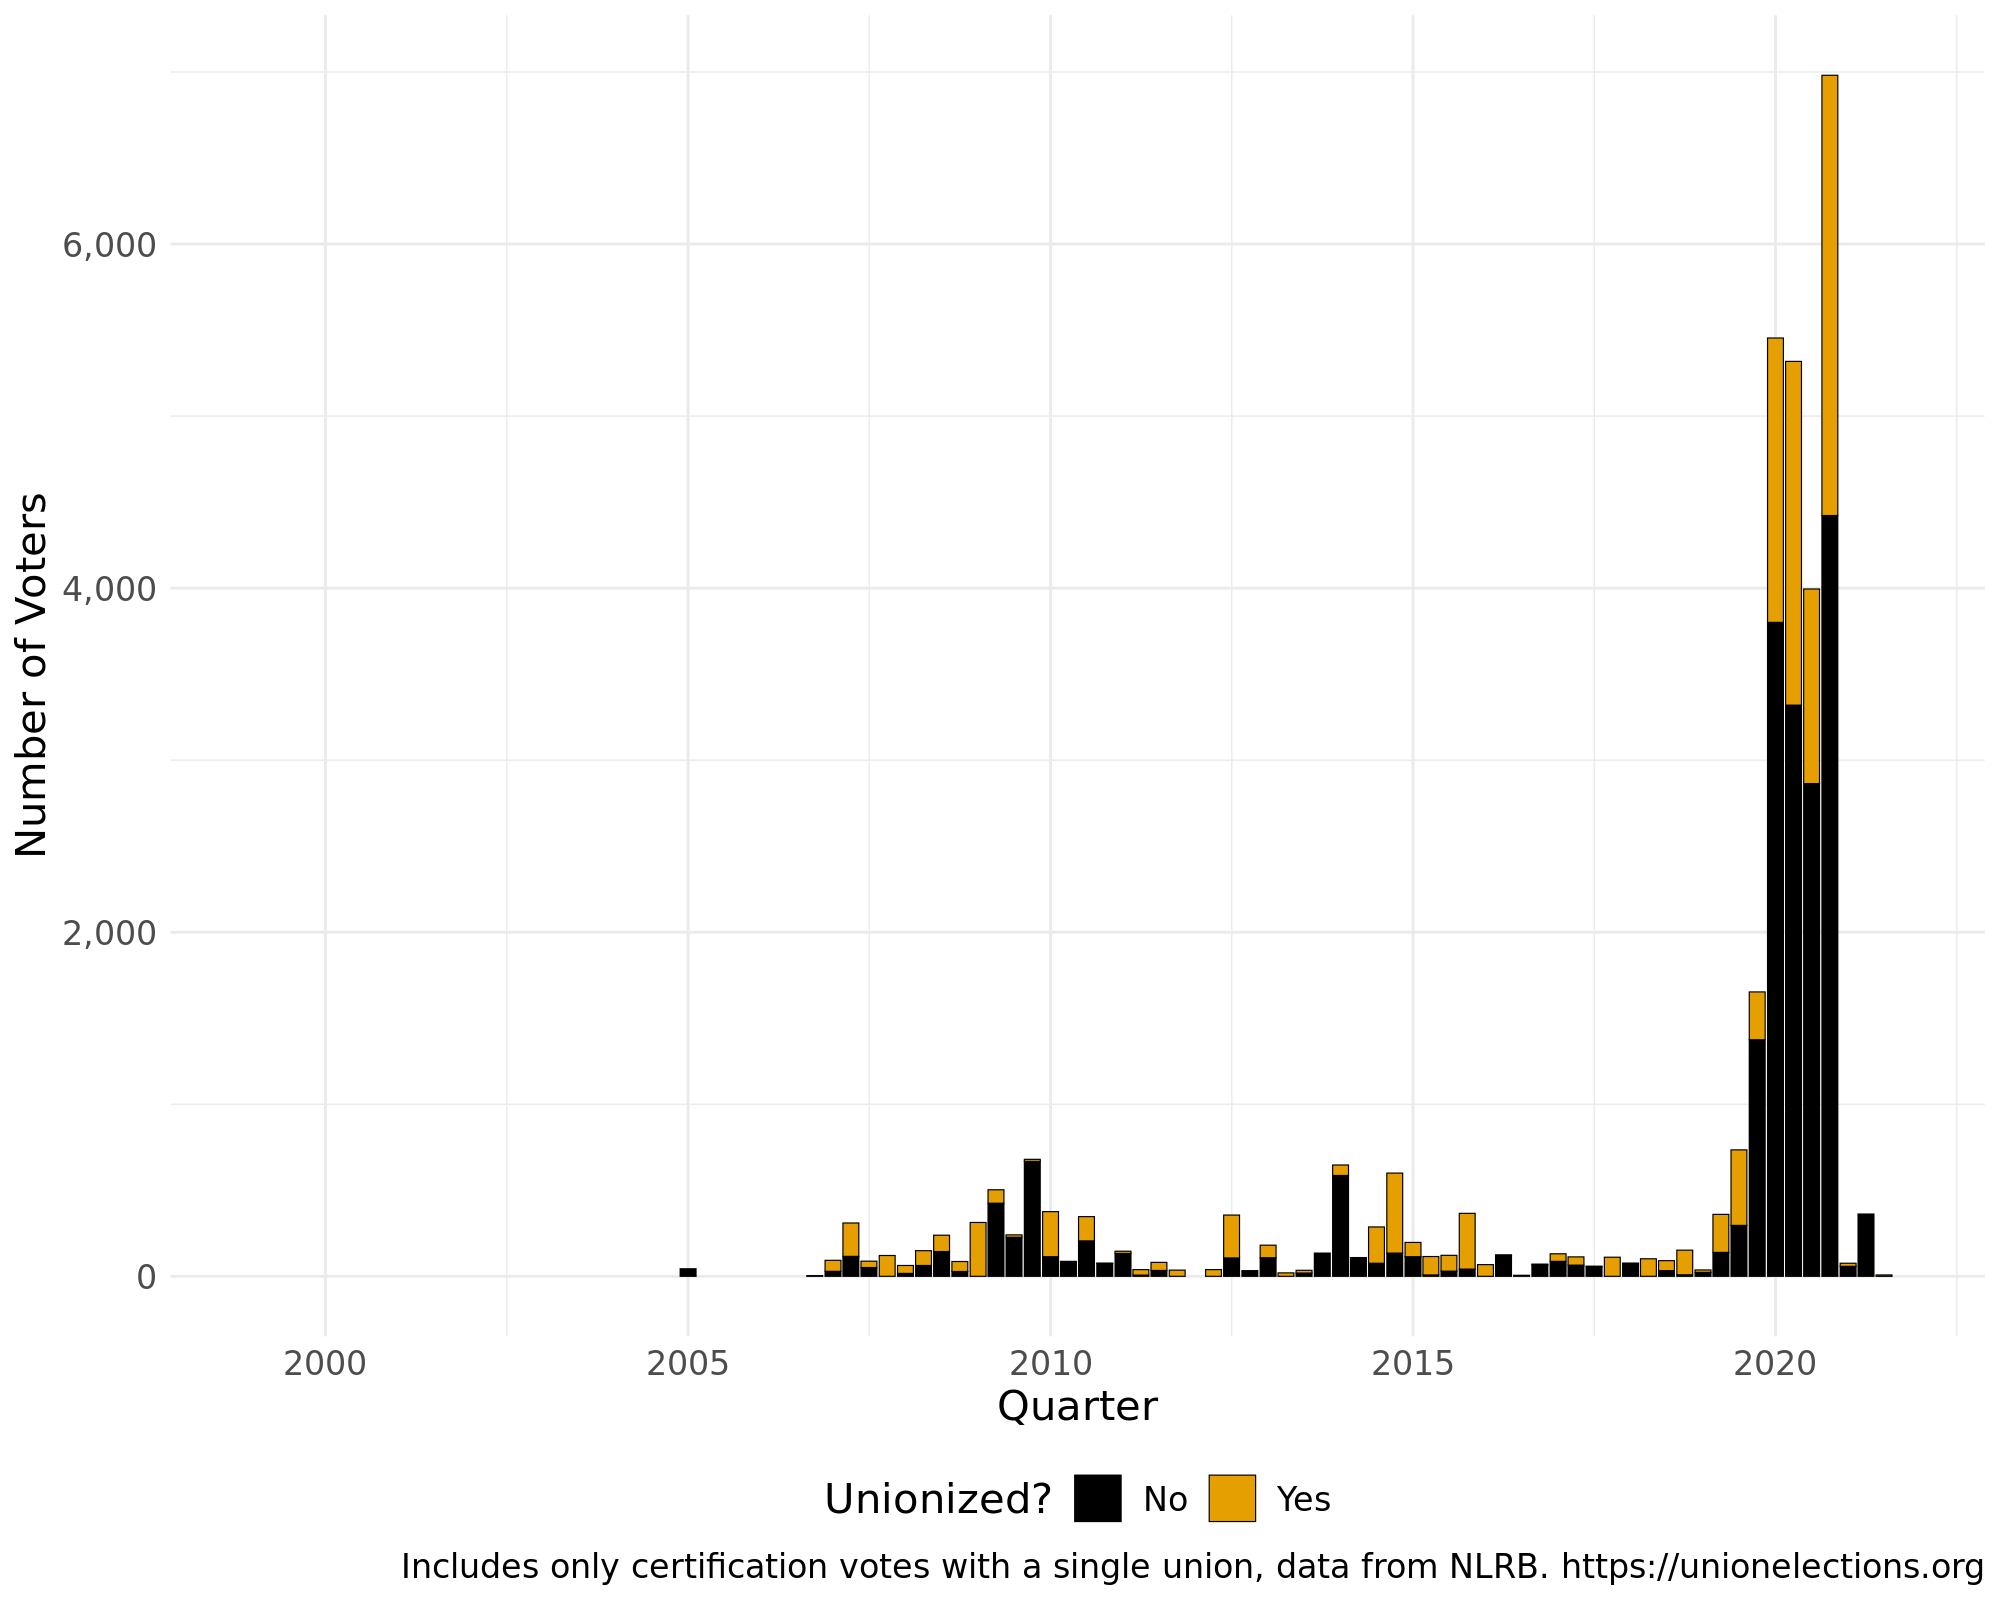 6,000
4,000
2,000
0
Number of Voters
2000 2005 2010 2015 2020
Quarter
Unionized? No Yes
Includes only certification votes with a single union, data from NLRB. https://unionelections.org